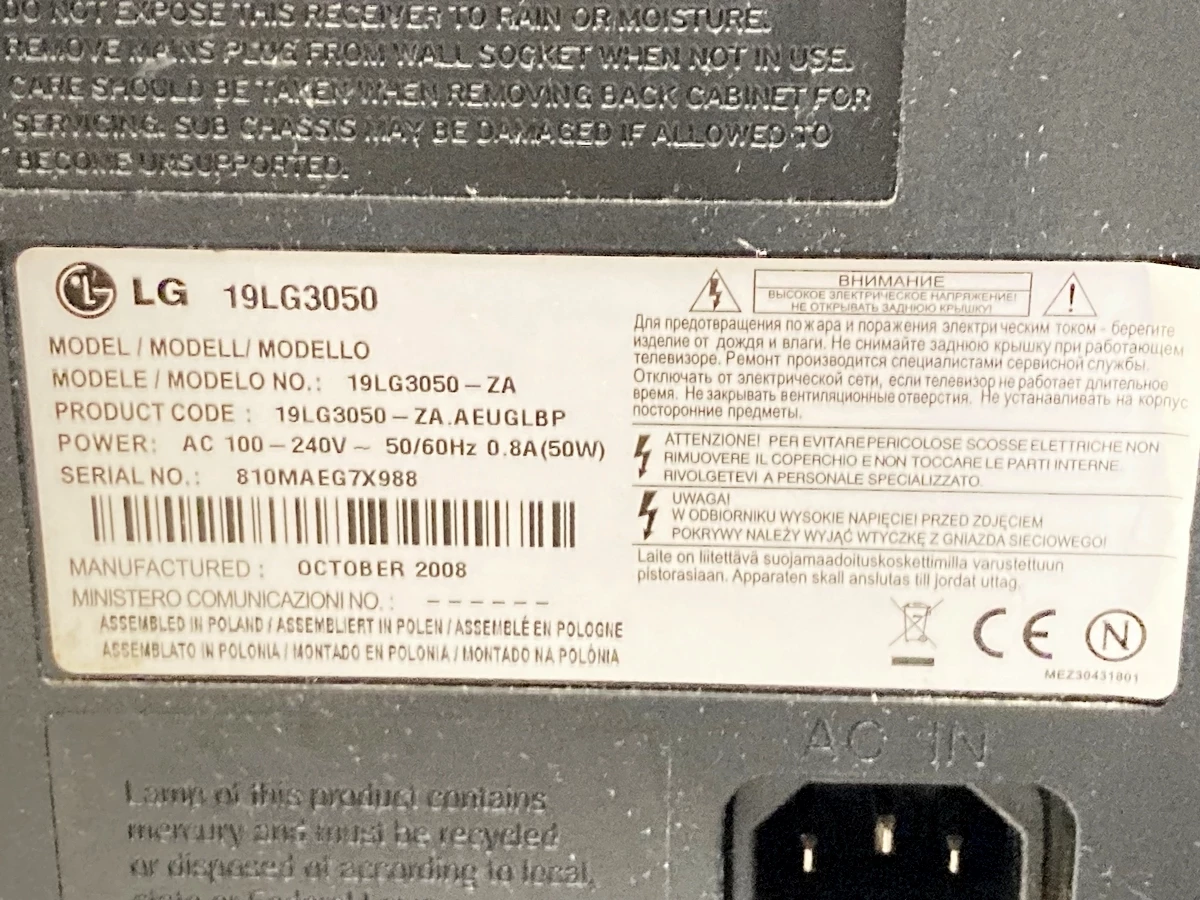 DO NOT EXPOSE THIS RECEIVER TO RAIN OR MOISTURE.
REMOVE MAINS PLUG FROM WALL SOCKET WHEN NOT IN USE.
CARE SHOULD BE TAKEN WHEN REMOVING BACK CABINET FOR
SERVICING. SUB CHASSIS MAY BE DAMAGED IF ALLOWED TO
BECOME UNSUPPORTED.
LG 19LG3050
MODEL / MODELL/ MODELLO
MODELE / MODELO NO.: 19LG3050-ZA
PRODUCT CODE : 19LG3050-ZA.AEUGLBP
POWER: AC 100-240V ~ 50/60Hz 0.8A(50W)
SERIAL NO.: 810MAEG7X988
MANUFACTURED : OCTOBER 2008
MINISTERO COMUNICAZIONI NO. : ------
ASSEMBLED IN POLAND / ASSEMBLIERT IN POLEN / ASSEMBLÉ EN POLOGNE
ASSEMBLATO IN POLONIA / MONTADO EN POLONIA / MONTADO NA POLÓNIA
ВНИМАНИЕ
ВЫСОКОЕ ЭЛЕКТРИЧЕСКОЕ НАПРЯЖЕНИЕ!
НЕ ОТКРЫВАТЬ ЗАДНЮЮ КРЫШКУ!
Для предотвращения пожара и поражения электрическим током - берегите
изделие от дождя и влаги. Не снимайте заднюю крышку при работающем
телевизоре. Ремонт производится специалистами сервисной службы.
Отключать от электрической сети, если телевизор не работает длительное
время. Не закрывать вентиляционные отверстия. Не устанавливать на корпус
посторонние предметы.
ATTENZIONE! PER EVITARE PERICOLOSE SCOSSE ELETTRICHE NON
RIMUOVERE IL COPERCHIO E NON TOCCARE LE PARTI INTERNE.
RIVOLGETEVI A PERSONALE SPECIALIZZATO.
UWAGA!
W ODBIORNIKU WYSOKIE NAPIĘCIE! PRZED ZDJĘCIEM
POKRYWY NALEŻY WYJĄĆ WTYCZKĘ Z GNIAZDA SIECIOWEGO!
Laite on liitettävä suojamaadoituskoskettimilla varustettuun
pistorasiaan. Apparaten skall anslutas till jordat uttag.
CE N
MEZ30431801
AC IN
Lamp of this product contains
mercury and must be recycled
or disposed of according to local,
state or Federal Laws.